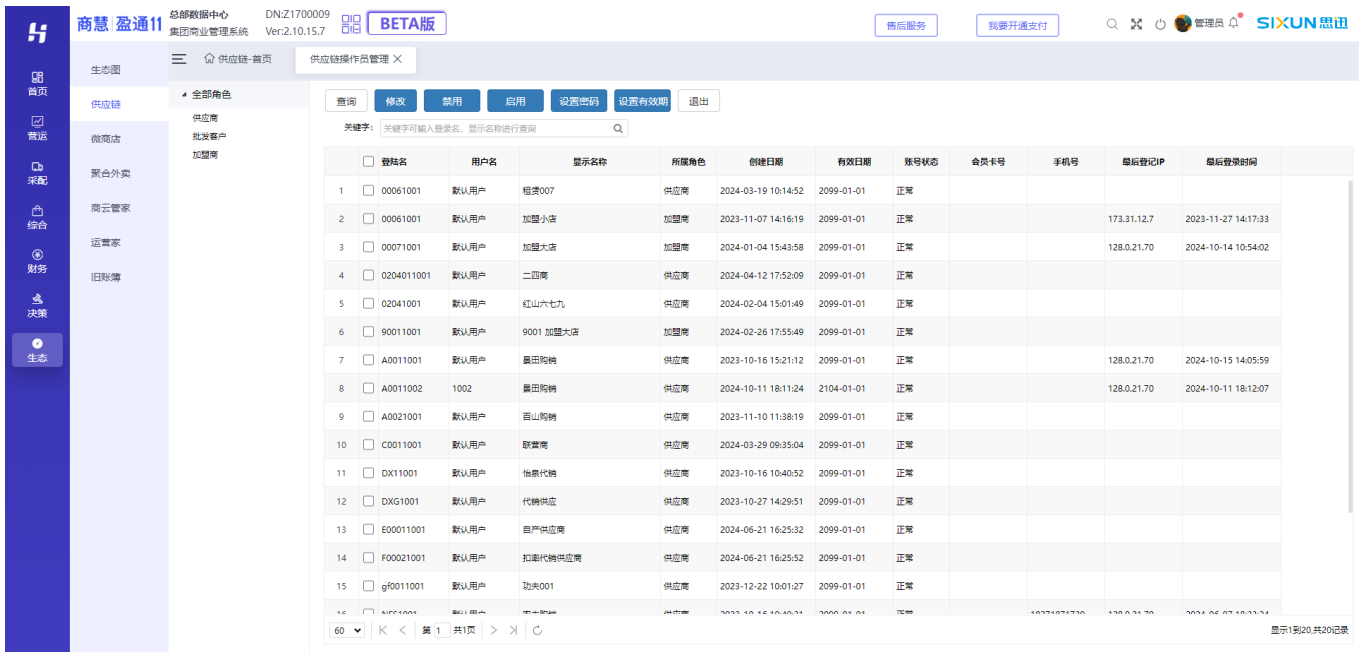 商慧 盈通11 总部数据中心 DN:Z1700009
集团商业管理系统 Ver:2.10.15.7
BETA版
售后服务 我要开通支付 管理员 SIXUN思迅
首页
营运
采配
综合
财务
决策
生态
生态图
供应链
微商店
聚合外卖
商云管家
运营家
旧账簿
供应链-首页 供应链操作员管理
全部角色
供应商
批发客户
加盟商
查询 修改 禁用 启用 设置密码 设置有效期 退出
关键字: 关键字可输入登录名、显示名称进行查询
登陆名 用户名 显示名称 所属角色 创建日期 有效日期 账号状态 会员卡号 手机号 最后登记IP 最后登录时间
1 00061001 默认用户 租赁007 供应商 2024-03-19 10:14:52 2099-01-01 正常
2 00061001 默认用户 加盟小店 加盟商 2023-11-07 14:16:19 2099-01-01 正常 173.31.12.7 2023-11-27 14:17:33
3 00071001 默认用户 加盟大店 加盟商 2024-01-04 15:43:58 2099-01-01 正常 128.0.21.70 2024-10-14 10:54:02
4 0204011001 默认用户 二四商 供应商 2024-04-12 17:52:09 2099-01-01 正常
5 02041001 默认用户 红山六七九 供应商 2024-02-04 15:01:49 2099-01-01 正常
6 90011001 默认用户 9001 加盟大店 加盟商 2024-02-26 17:55:49 2099-01-01 正常
7 A0011001 默认用户 景田购销 供应商 2023-10-16 15:21:12 2099-01-01 正常 128.0.21.70 2024-10-15 14:05:59
8 A0011002 1002 景田购销 供应商 2024-10-11 18:11:24 2104-01-01 正常 128.0.21.70 2024-10-11 18:12:07
9 A0021001 默认用户 百山购销 供应商 2023-11-10 11:38:19 2099-01-01 正常
10 C0011001 默认用户 联营商 供应商 2024-03-29 09:35:04 2099-01-01 正常
11 DX11001 默认用户 怡泉代销 供应商 2023-10-16 10:40:52 2099-01-01 正常
12 DXG1001 默认用户 代销供应 供应商 2023-10-27 14:29:51 2099-01-01 正常
13 E00011001 默认用户 自产供应商 供应商 2024-06-21 16:25:32 2099-01-01 正常
14 F00021001 默认用户 扣率代销供应商 供应商 2024-06-21 16:25:52 2099-01-01 正常
15 gf0011001 默认用户 功夫001 供应商 2023-12-22 10:01:27 2099-01-01 正常
60 第 1 共1页 显示1到20,共20记录